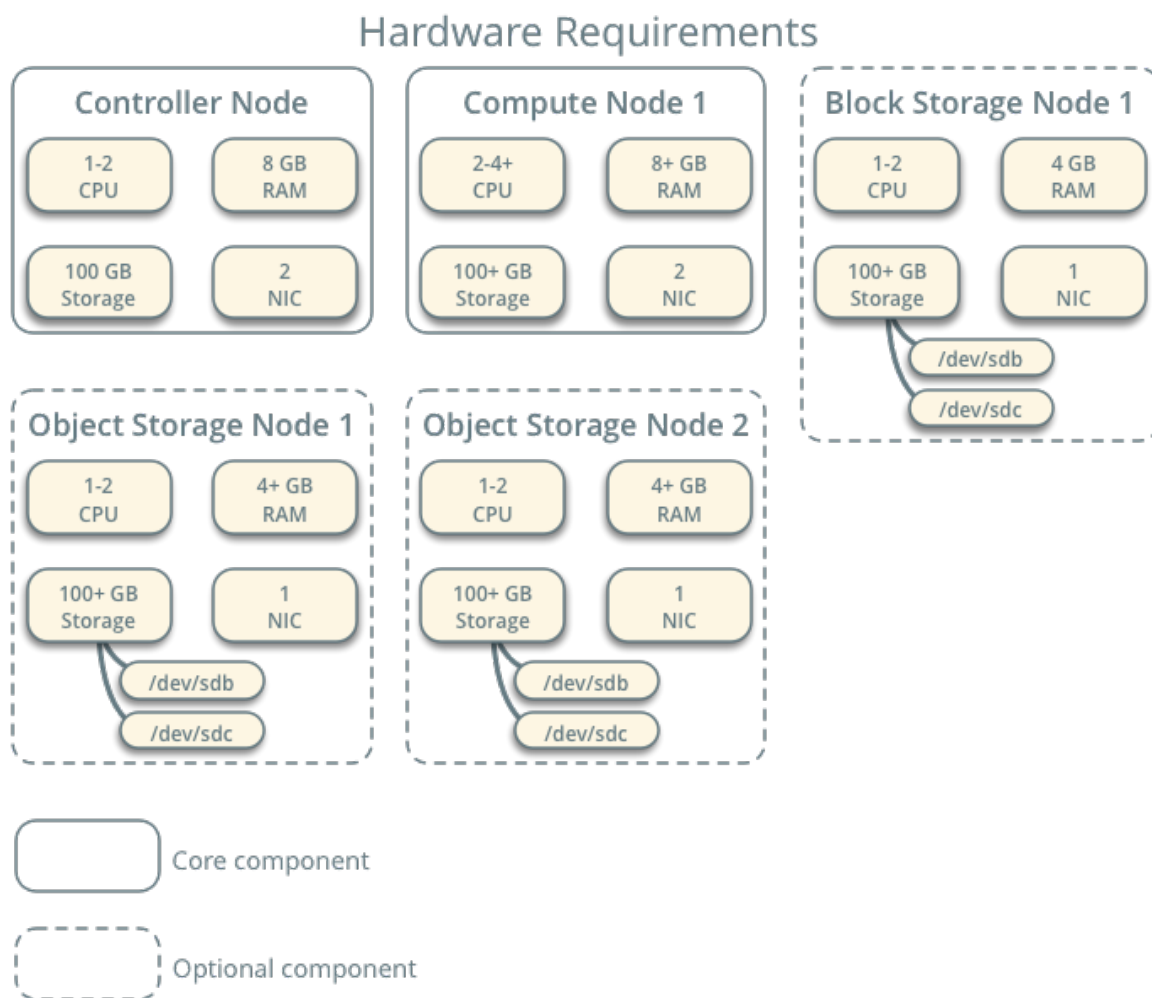 Hardware Requirements
Controller Node
1-2
CPU
8 GB
RAM
100 GB
Storage
2
NIC
Compute Node 1
2-4+
CPU
8+ GB
RAM
100+ GB
Storage
2
NIC
Block Storage Node 1
1-2
CPU
4 GB
RAM
100+ GB
Storage
1
NIC
/dev/sdb
/dev/sdc
Object Storage Node 1
1-2
CPU
4+ GB
RAM
100+ GB
Storage
1
NIC
/dev/sdb
/dev/sdc
Object Storage Node 2
1-2
CPU
4+ GB
RAM
100+ GB
Storage
1
NIC
/dev/sdb
/dev/sdc
Core component
Optional component